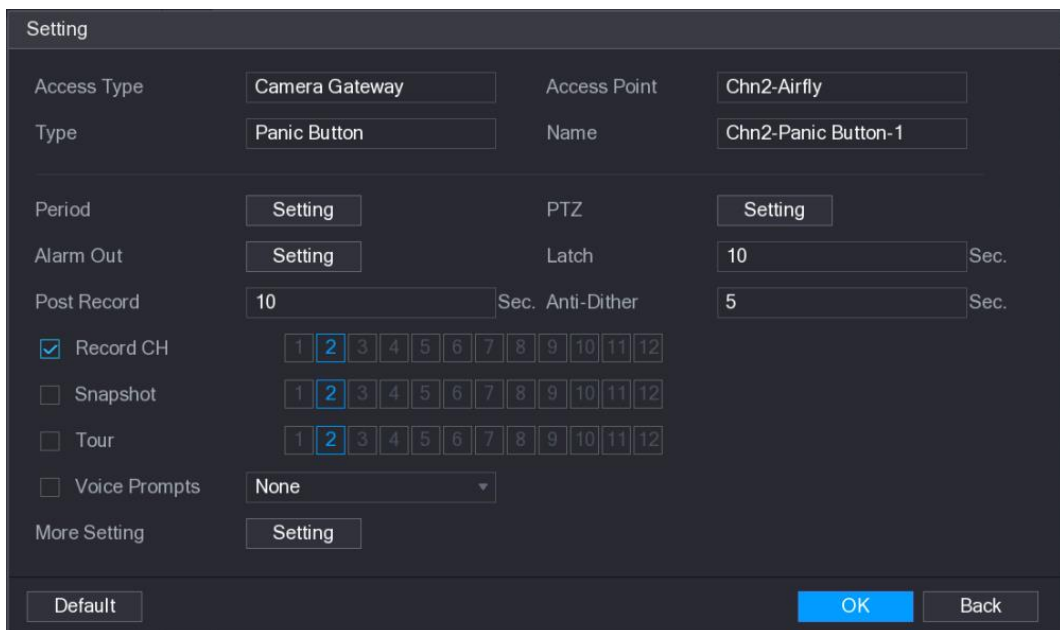 Setting
Access Type Camera Gateway Access Point Chn2-Airfly
Type Panic Button Name Chn2-Panic Button-1
Period Setting PTZ Setting
Alarm Out Setting Latch 10 Sec.
Post Record 10 Sec. Anti-Dither 5 Sec.
Record CH 1 2 3 4 5 6 7 8 9 10 11 12
Snapshot 1 2 3 4 5 6 7 8 9 10 11 12
Tour 1 2 3 4 5 6 7 8 9 10 11 12
Voice Prompts None
More Setting Setting
Default OK Back